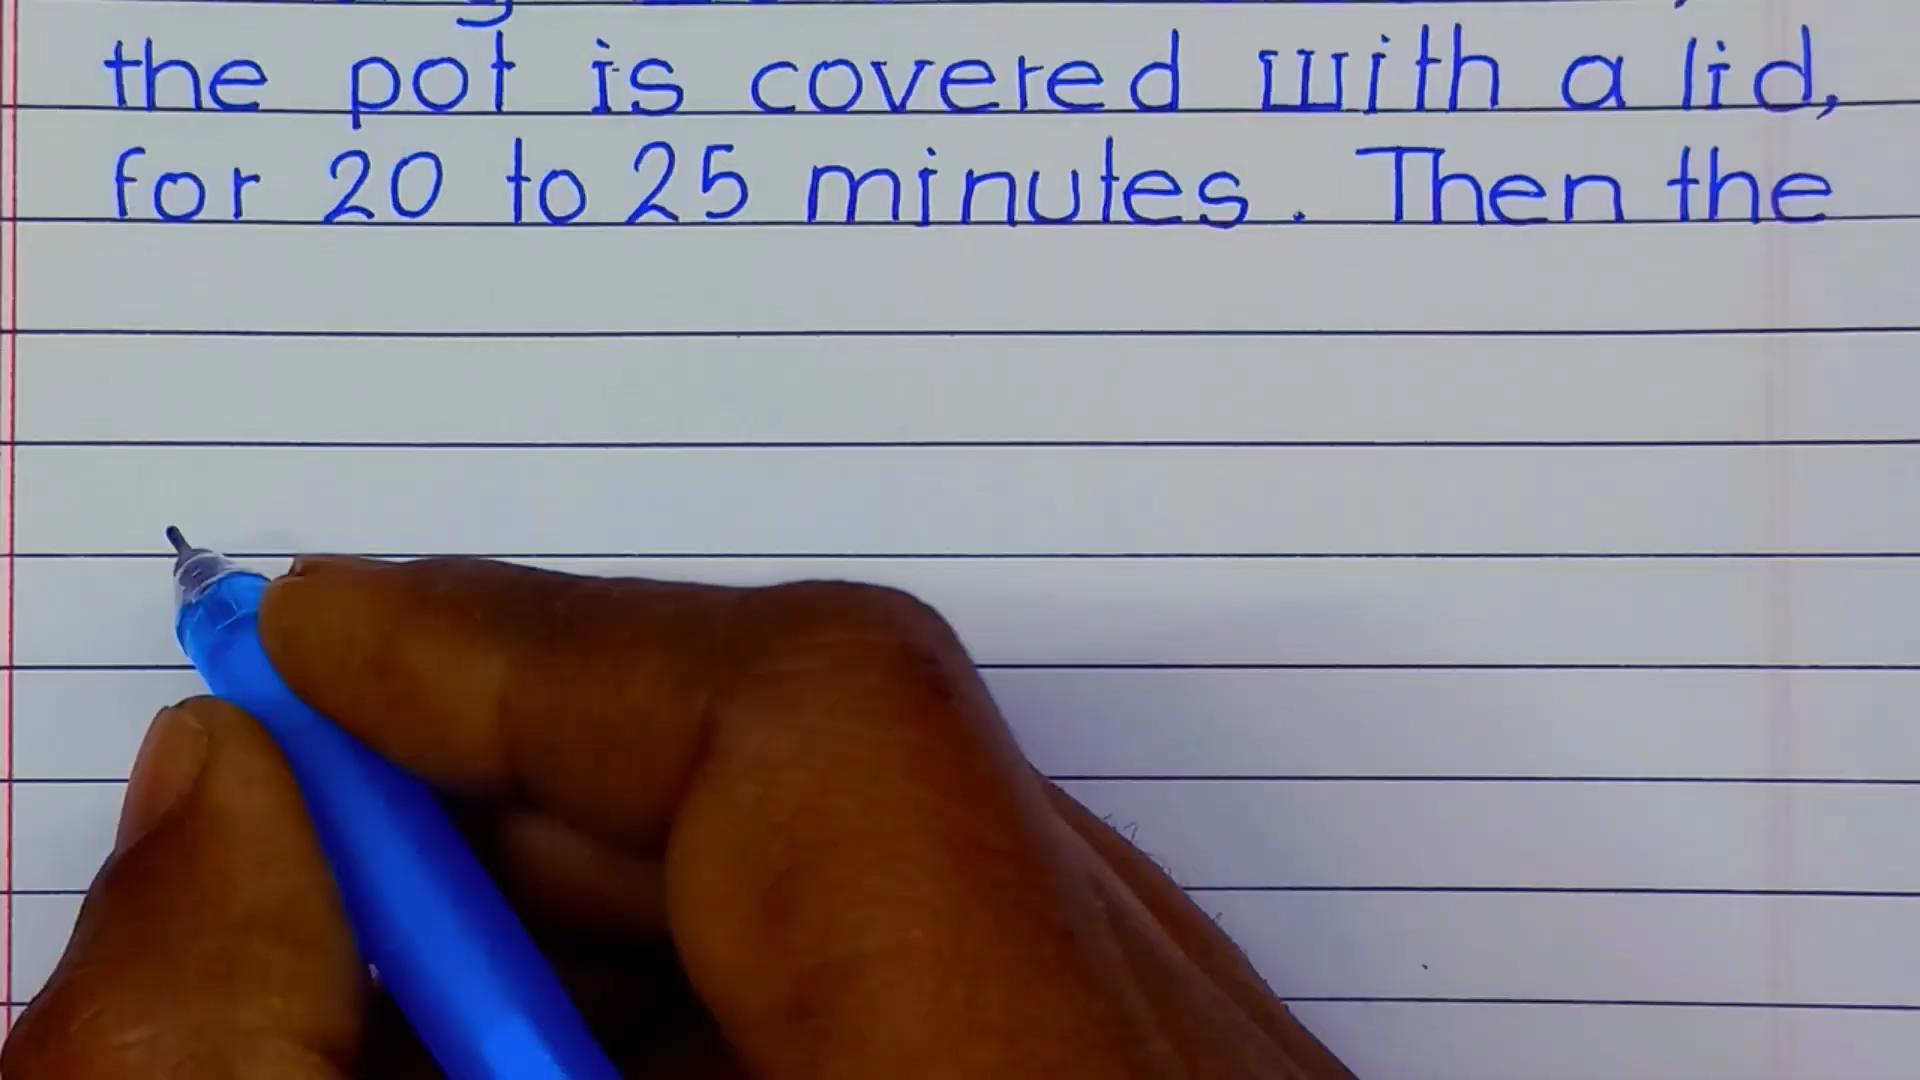 the pot is covered with a lid,
for 20 to 25 minutes. Then the